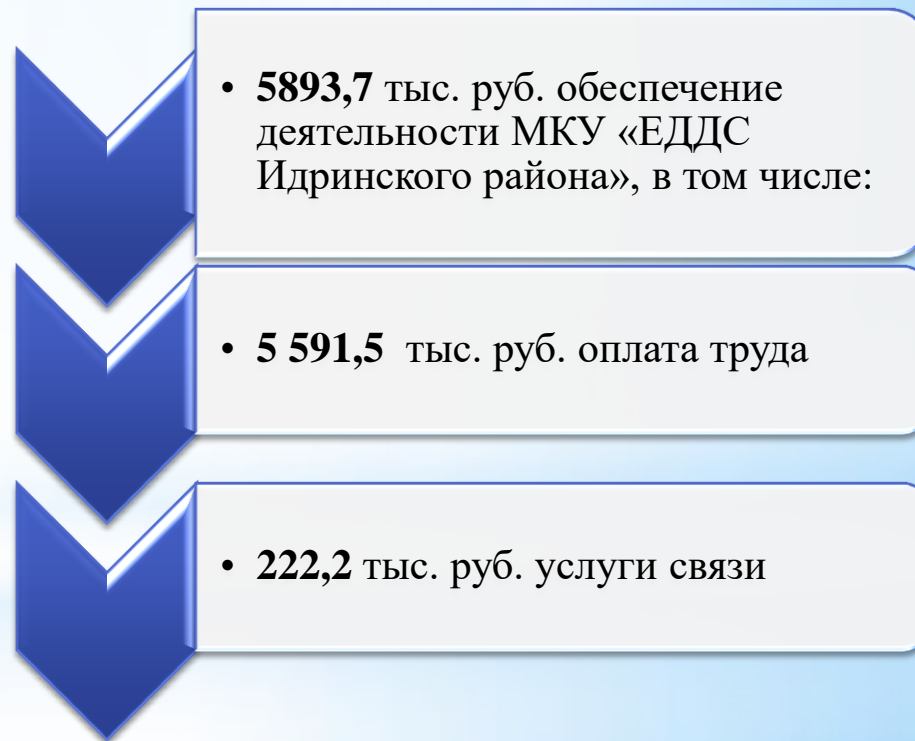 • 5893,7 тыс. руб. обеспечение
деятельности МКУ «ЕДДС
Идринского района», в том числе:
• 5 591,5 тыс. руб. оплата труда
• 222,2 тыс. руб. услуги связи